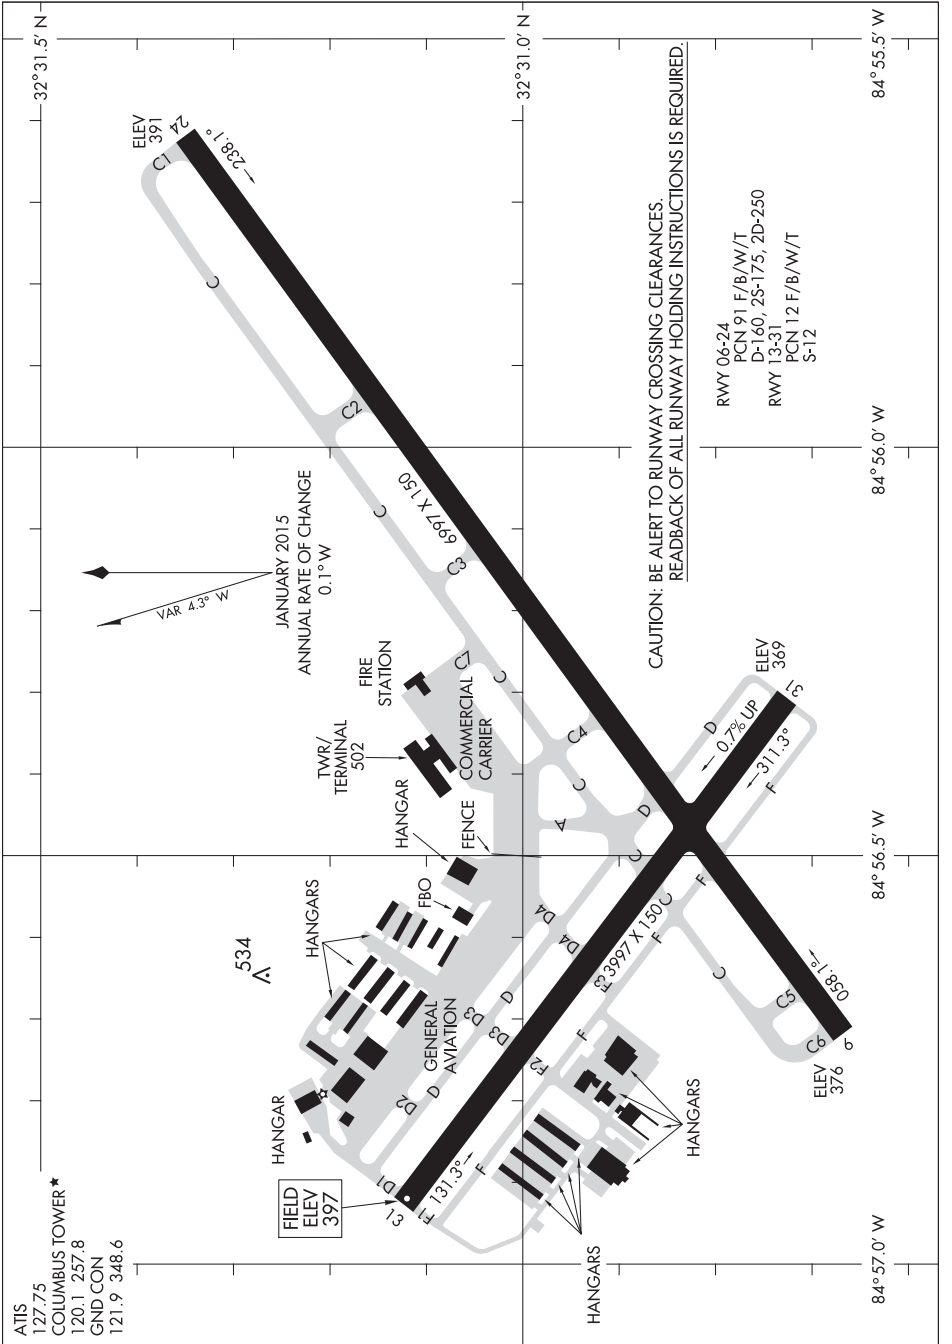 ATIS
127.75
COLUMBUS TOWER★
120.1 257.8
GND CON
121.9 348.6
32°31.5' N
32°31.0' N
84°57.0' W
84°56.5' W
84°56.0' W
84°55.5' W
FIELD
ELEV
397
HANGAR
534
HANGARS
GENERAL
AVIATION
FBO
HANGAR
FENCE
TWR/
TERMINAL
502
FIRE
STATION
COMMERCIAL
CARRIER
VAR 4.3° W
JANUARY 2015
ANNUAL RATE OF CHANGE
0.1° W
ELEV
391
24
238.1°
C1
C
C2
C
6997 X 150
C3
C7
C
C4
C
A
D
C
D4
D4
D
D3
D3
D2
D
D1
13
F1
131.3°
F
F2
F
F3
3997 X 150
F
C
F
C
C5
C6
058.1°
9
ELEV
376
D
0.7% UP
311.3°
F
31
ELEV
369
HANGARS
HANGARS
CAUTION: BE ALERT TO RUNWAY CROSSING CLEARANCES.
READBACK OF ALL RUNWAY HOLDING INSTRUCTIONS IS REQUIRED.
RWY 06-24
PCN 91 F/B/W/T
D-160, 2S-175, 2D-250
RWY 13-31
PCN 12 F/B/W/T
S-12